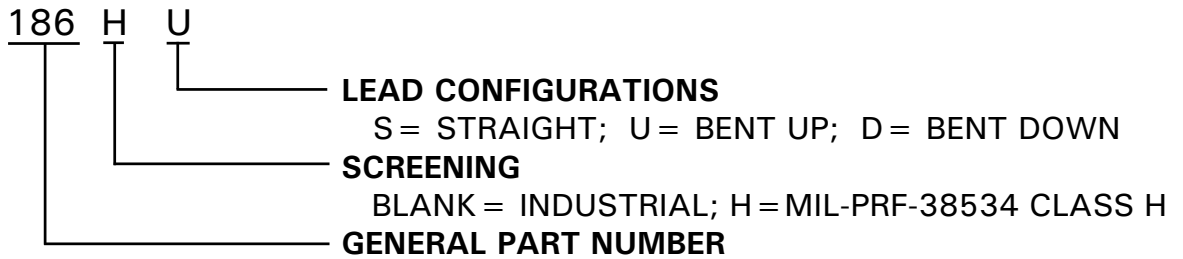 186 H U
LEAD CONFIGURATIONS
S= STRAIGHT; U= BENT UP; D= BENT DOWN
SCREENING
BLANK= INDUSTRIAL; H=MIL-PRF-38534 CLASS H
GENERAL PART NUMBER